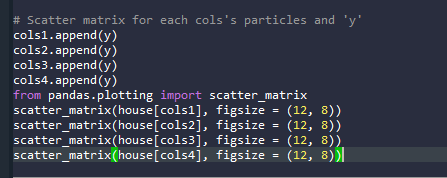 # Scatter matrix for each cols's particles and 'y'
cols1.append(y)
cols2.append(y)
cols3.append(y)
cols4.append(y)
from pandas.plotting import scatter_matrix
scatter_matrix(house[cols1], figsize = (12, 8))
scatter_matrix(house[cols2], figsize = (12, 8))
scatter_matrix(house[cols3], figsize = (12, 8))
scatter_matrix(house[cols4], figsize = (12, 8))